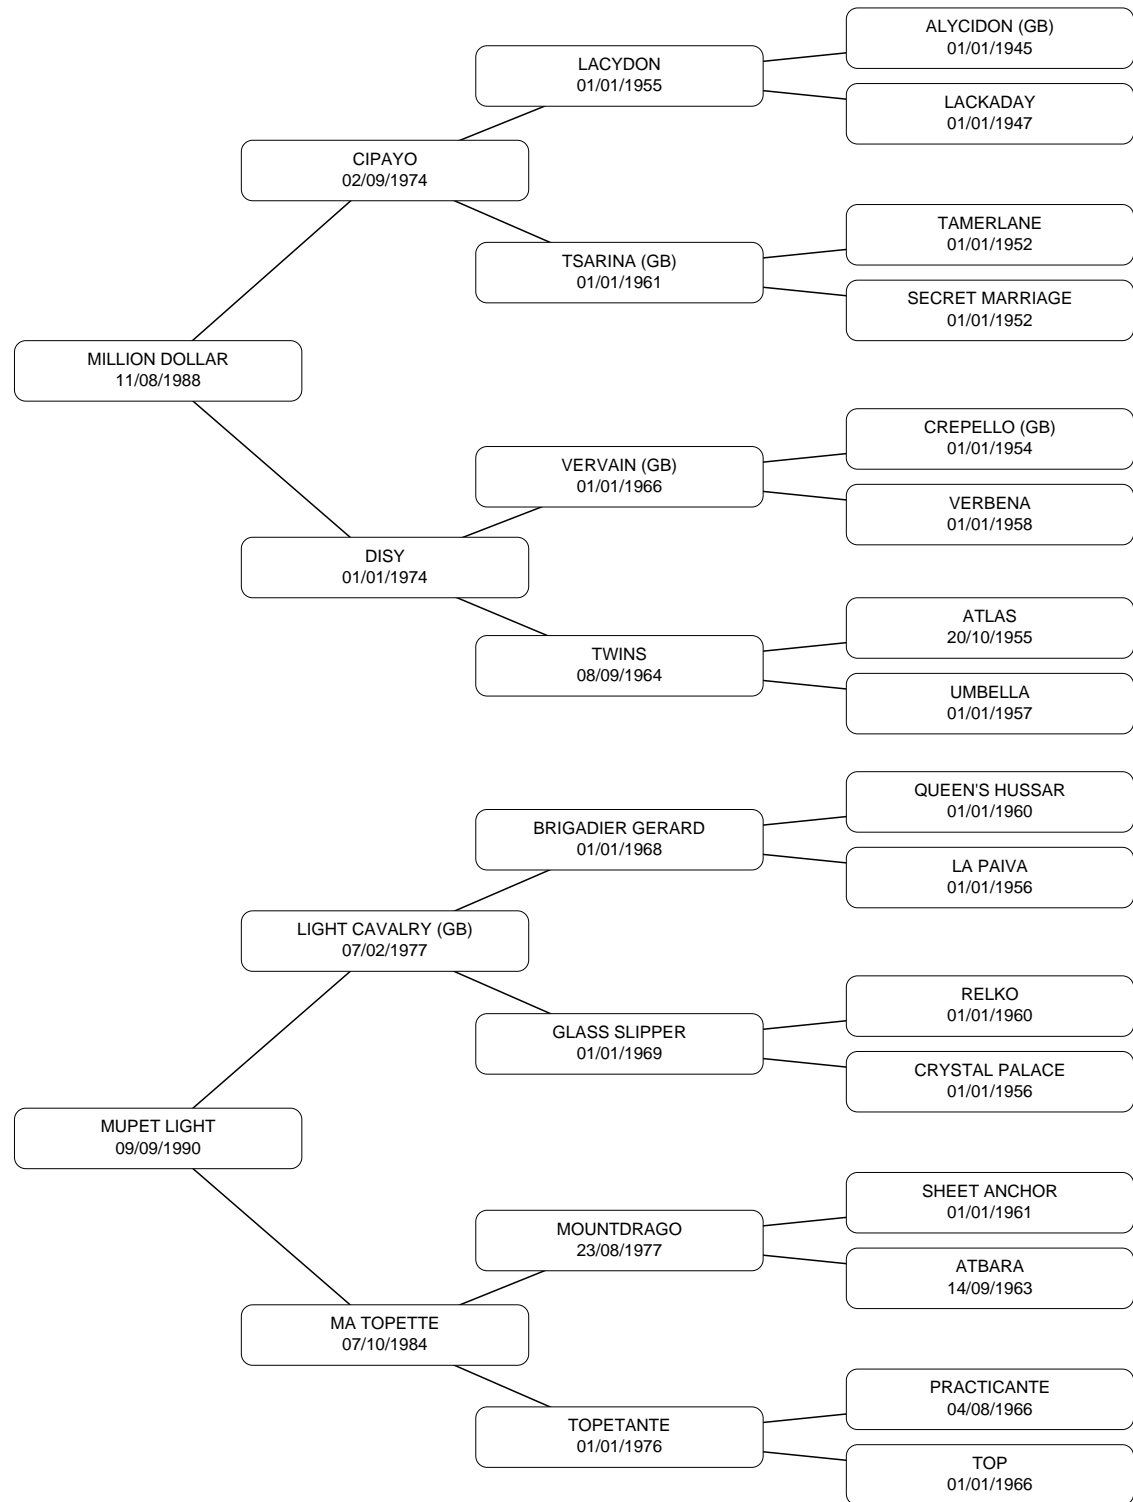 ALYCIDON (GB)
01/01/1945
LACYDON
01/01/1955
LACKADAY
01/01/1947
CIPAYO
02/09/1974
TAMERLANE
01/01/1952
TSARINA (GB)
01/01/1961
SECRET MARRIAGE
01/01/1952
MILLION DOLLAR
11/08/1988
CREPELLO (GB)
01/01/1954
VERVAIN (GB)
01/01/1966
VERBENA
01/01/1958
DISY
01/01/1974
ATLAS
20/10/1955
TWINS
08/09/1964
UMBELLA
01/01/1957
QUEEN'S HUSSAR
01/01/1960
BRIGADIER GERARD
01/01/1968
LA PAIVA
01/01/1956
LIGHT CAVALRY (GB)
07/02/1977
RELKO
01/01/1960
GLASS SLIPPER
01/01/1969
CRYSTAL PALACE
01/01/1956
MUPET LIGHT
09/09/1990
SHEET ANCHOR
01/01/1961
MOUNTDRAGO
23/08/1977
ATBARA
14/09/1963
MA TOPETTE
07/10/1984
PRACTICANTE
04/08/1966
TOPETANTE
01/01/1976
TOP
01/01/1966